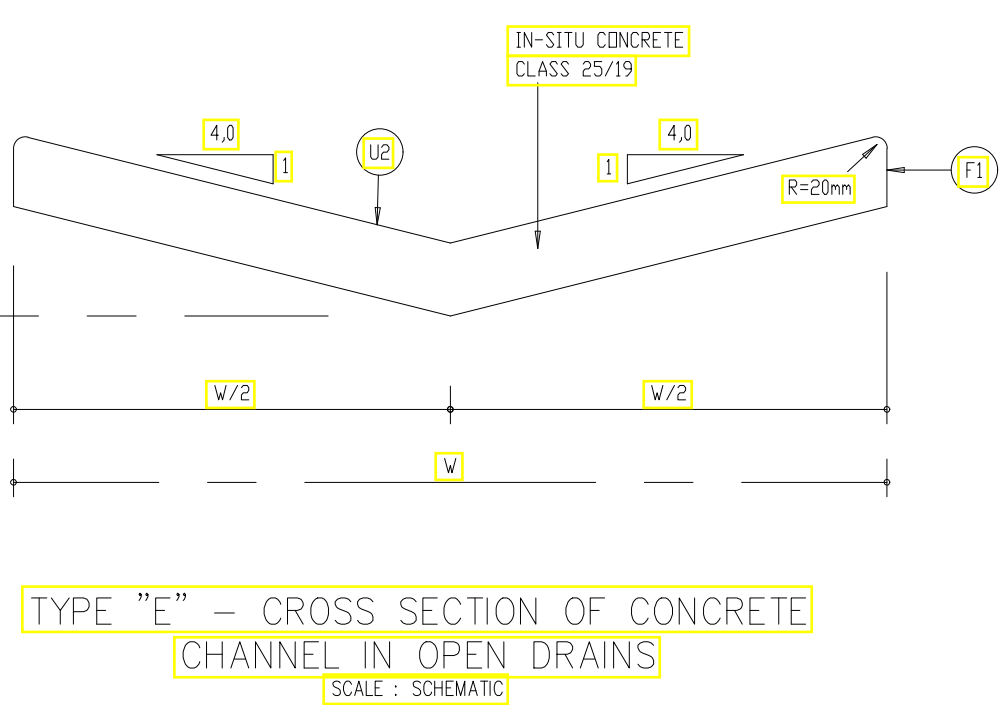 IN-SITU CONCRETE
CLASS 25/19
4,0
4,0
1
U2
1
R=20mm
F1
W/2
W/2
W
TYPE ”E” – CROSS SECTION OF CONCRETE
CHANNEL IN OPEN DRAINS
SCALE : SCHEMATIC